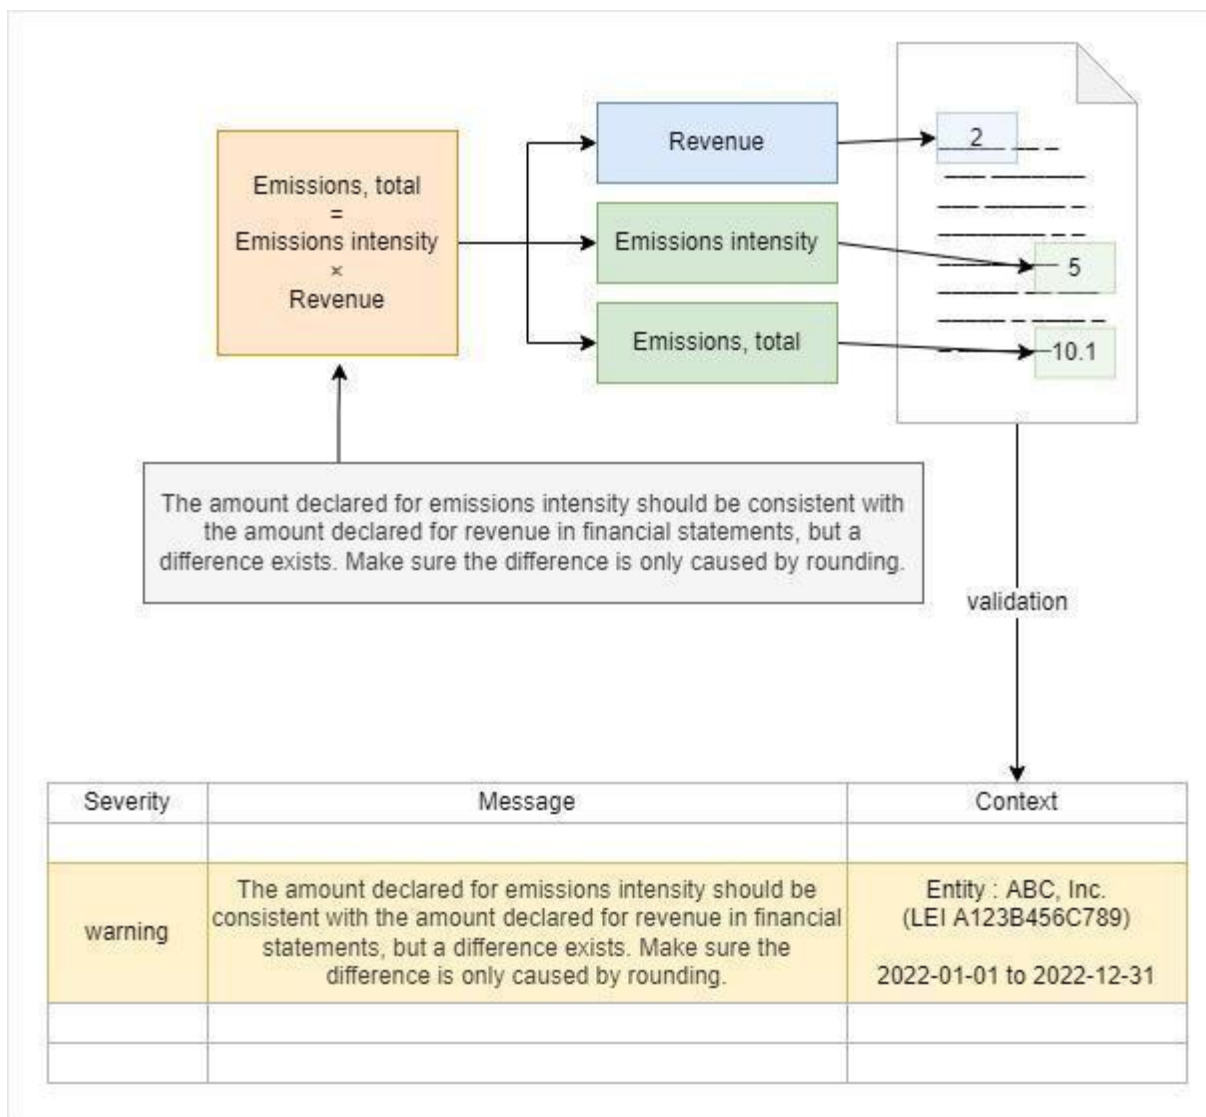 Emissions, total
=
Emissions intensity
×
Revenue
Revenue
Emissions intensity
Emissions, total
2
5
10.1
The amount declared for emissions intensity should be consistent with
the amount declared for revenue in financial statements, but a
difference exists. Make sure the difference is only caused by rounding.
validation
Severity Message Context
warning
The amount declared for emissions intensity should be
consistent with the amount declared for revenue in financial
statements, but a difference exists. Make sure the
difference is only caused by rounding.
Entity : ABC, Inc.
(LEI A123B456C789)
2022-01-01 to 2022-12-31